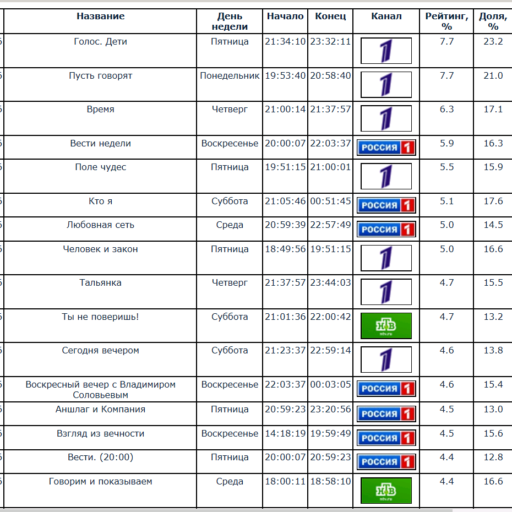 Название День недели Начало Конец Канал Рейтинг, % Доля, %
Голос. Дети Пятница 21:34:10 23:32:11 1 7.7 23.2
Пусть говорят Понедельник 19:53:40 20:58:40 1 7.7 21.0
Время Четверг 21:00:14 21:37:57 1 6.3 17.1
Вести недели Воскресенье 20:00:07 22:03:37 РОССИЯ 1 5.9 16.3
Поле чудес Пятница 19:51:15 21:00:01 1 5.5 15.9
Кто я Суббота 21:05:46 00:51:45 РОССИЯ 1 5.1 17.6
Любовная сеть Среда 20:59:39 22:57:49 РОССИЯ 1 5.0 14.5
Человек и закон Пятница 18:49:56 19:51:15 1 5.0 16.6
Тальянка Четверг 21:37:57 23:44:03 1 4.7 15.5
Ты не поверишь! Суббота 21:01:36 22:00:42 НТВ 4.7 13.2
Сегодня вечером Суббота 21:23:37 22:59:14 1 4.6 13.8
Воскресный вечер с Владимиром Соловьевым Воскресенье 22:03:37 00:03:05 РОССИЯ 1 4.6 15.4
Аншлаг и Компания Пятница 20:59:23 23:20:56 РОССИЯ 1 4.5 13.0
Взгляд из вечности Воскресенье 14:18:19 19:59:49 РОССИЯ 1 4.5 15.6
Вести. (20:00) Пятница 20:00:07 20:59:23 РОССИЯ 1 4.4 12.8
Говорим и показываем Среда 18:00:11 18:58:10 НТВ 4.4 16.6